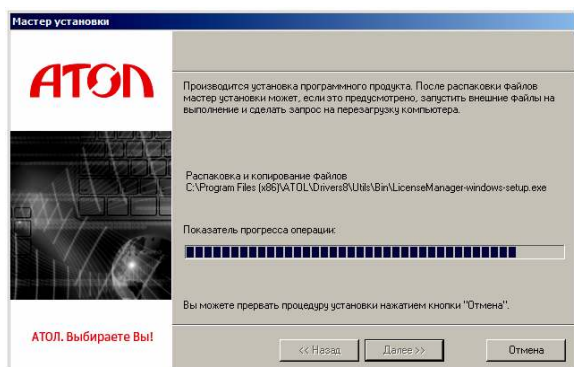 Мастер установки
АТОЛ
Производится установка программного продукта. После распаковки файлов
мастер установки может, если это предусмотрено, запустить внешние файлы на
выполнение и сделать запрос на перезагрузку компьютера.
Распаковка и копирование файлов
C:\Program Files (x86)\ATOL\Drivers8\Utils\Bin\LicenseManager-windows-setup.exe
Показатель прогресса операции:
Вы можете прервать процедуру установки нажатием кнопки "Отмена".
АТОЛ. Выбираете Вы!
<< Назад
Далее >>
Отмена